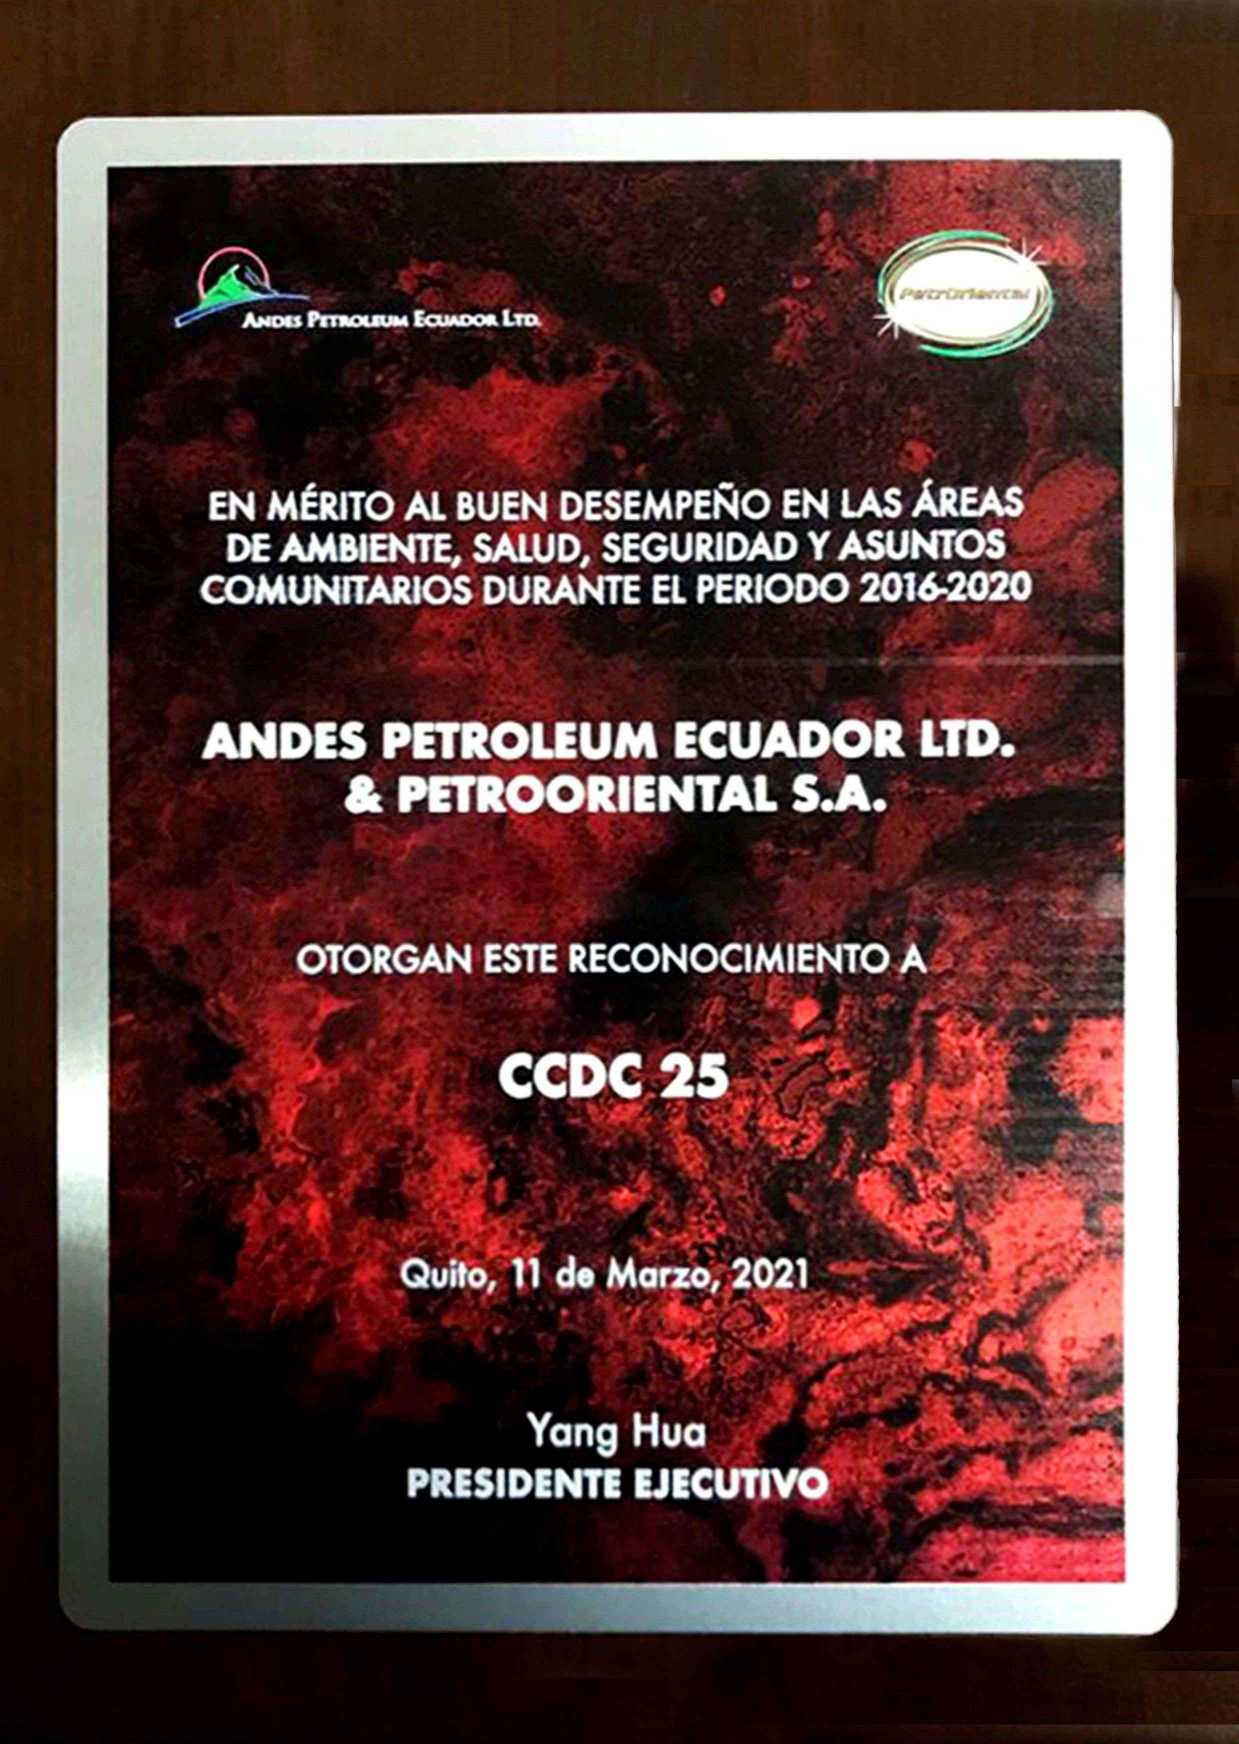 ANDES PETROLEUM ECUADOR LTD.
PetrOriental
EN MÉRITO AL BUEN DESEMPEÑO EN LAS ÁREAS
DE AMBIENTE, SALUD, SEGURIDAD Y ASUNTOS
COMUNITARIOS DURANTE EL PERIODO 2016-2020
ANDES PETROLEUM ECUADOR LTD.
& PETROORIENTAL S.A.
OTORGAN ESTE RECONOCIMIENTO A
CCDC 25
Quito, 11 de Marzo, 2021
Yang Hua
PRESIDENTE EJECUTIVO